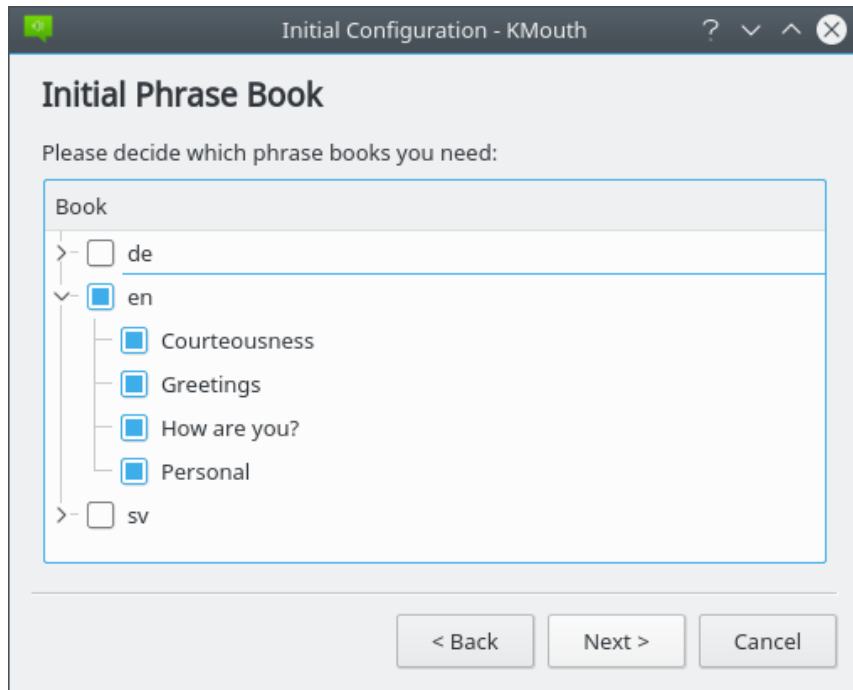 Initial Configuration - KMouth
Initial Phrase Book
Please decide which phrase books you need:
Book
de
en
Courteousness
Greetings
How are you?
Personal
sv
< Back Next > Cancel